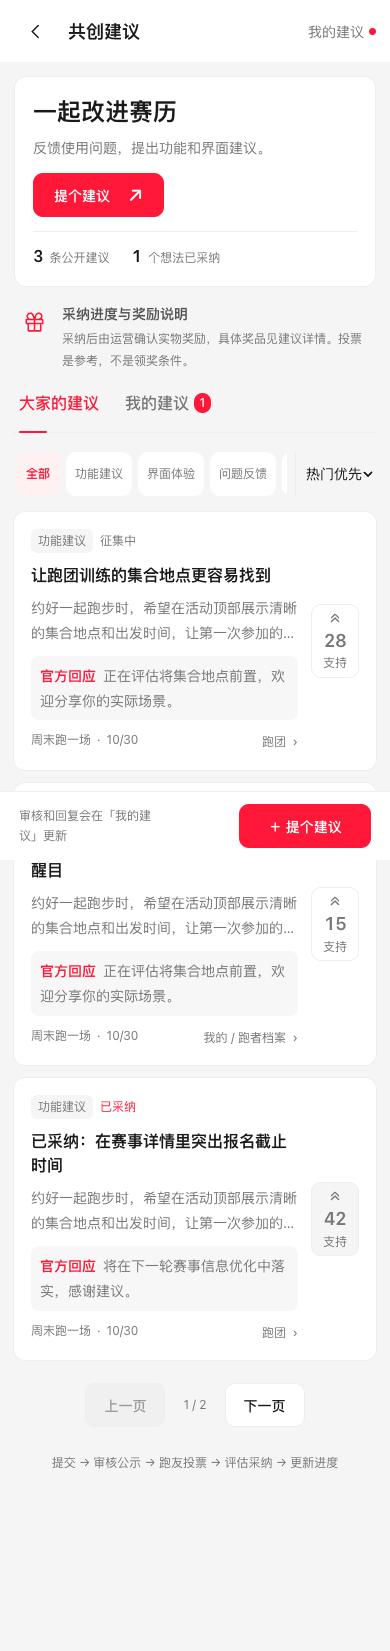 共创建议
我的建议
一起改进赛历
反馈使用问题，提出功能和界面建议。
提个建议
3 条公开建议 1 个想法已采纳
采纳进度与奖励说明
采纳后由运营确认实物奖励，具体奖品见建议详情。投票
是参考，不是领奖条件。
大家的建议 我的建议 1
全部 功能建议 界面体验 问题反馈 热门优先
功能建议 征集中
让跑团训练的集合地点更容易找到
约好一起跑步时，希望在活动顶部展示清晰
的集合地点和出发时间，让第一次参加的...
28
支持
官方回应 正在评估将集合地点前置，欢
迎分享你的实际场景。
周末跑一场 · 10/30 跑团 ›
审核和回复会在「我的建
议」更新
+ 提个建议
醒目
约好一起跑步时，希望在活动顶部展示清晰
的集合地点和出发时间，让第一次参加的...
15
支持
官方回应 正在评估将集合地点前置，欢
迎分享你的实际场景。
周末跑一场 · 10/30 我的 / 跑者档案 ›
功能建议 已采纳
已采纳：在赛事详情里突出报名截止
时间
约好一起跑步时，希望在活动顶部展示清晰
的集合地点和出发时间，让第一次参加的...
42
支持
官方回应 将在下一轮赛事信息优化中落
实，感谢建议。
周末跑一场 · 10/30 跑团 ›
上一页 1 / 2 下一页
提交 → 审核公示 → 跑友投票 → 评估采纳 → 更新进度